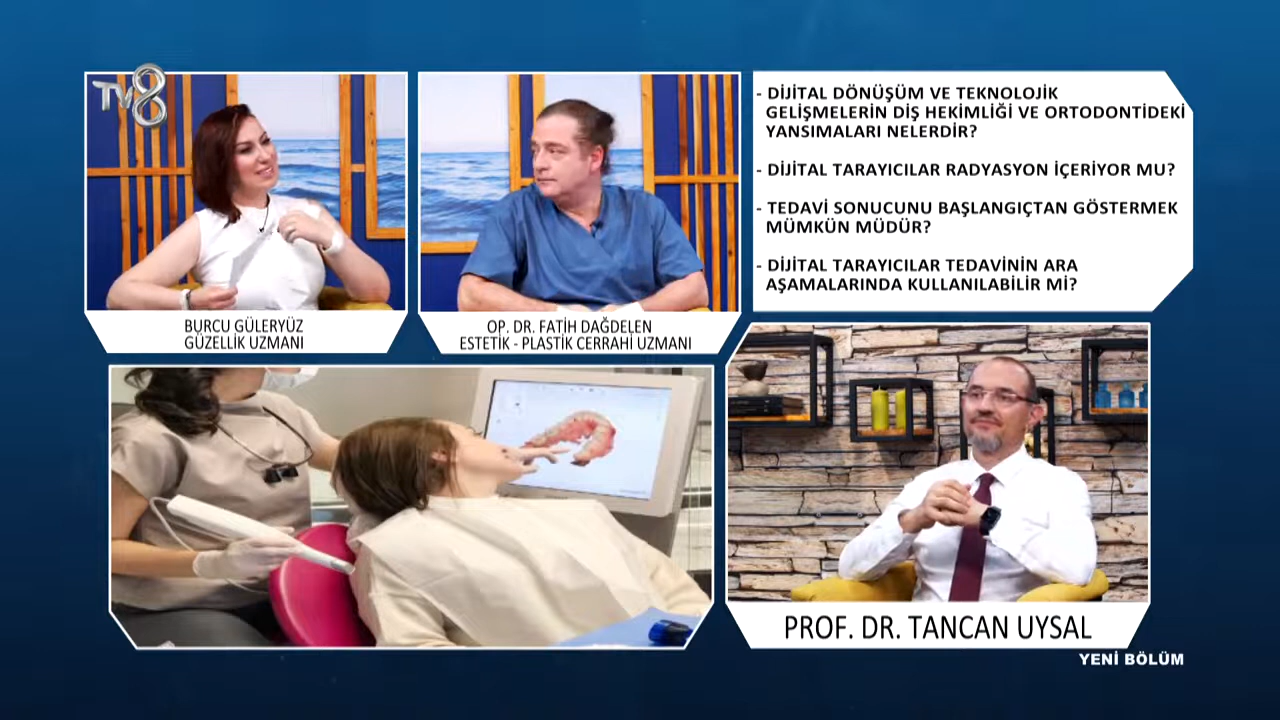 TV8
- DİJİTAL DÖNÜŞÜM VE TEKNOLOJİK
GELİŞMELERİN DİŞ HEKİMLİĞİ VE ORTODONTİDEKİ
YANSIMALARI NELERDİR?
- DİJİTAL TARAYICILAR RADYASYON İÇERİYOR MU?
- TEDAVİ SONUCUNU BAŞLANGIÇTAN GÖSTERMEK
MÜMKÜN MÜDÜR?
- DİJİTAL TARAYICILAR TEDAVİNİN ARA
AŞAMALARINDA KULLANILABİLİR Mİ?
BURCU GÜLERYÜZ
GÜZELLİK UZMANI
OP. DR. FATİH DAĞDELEN
ESTETİK - PLASTİK CERRAHİ UZMANI
PROF. DR. TANCAN UYSAL
YENİ BÖLÜM